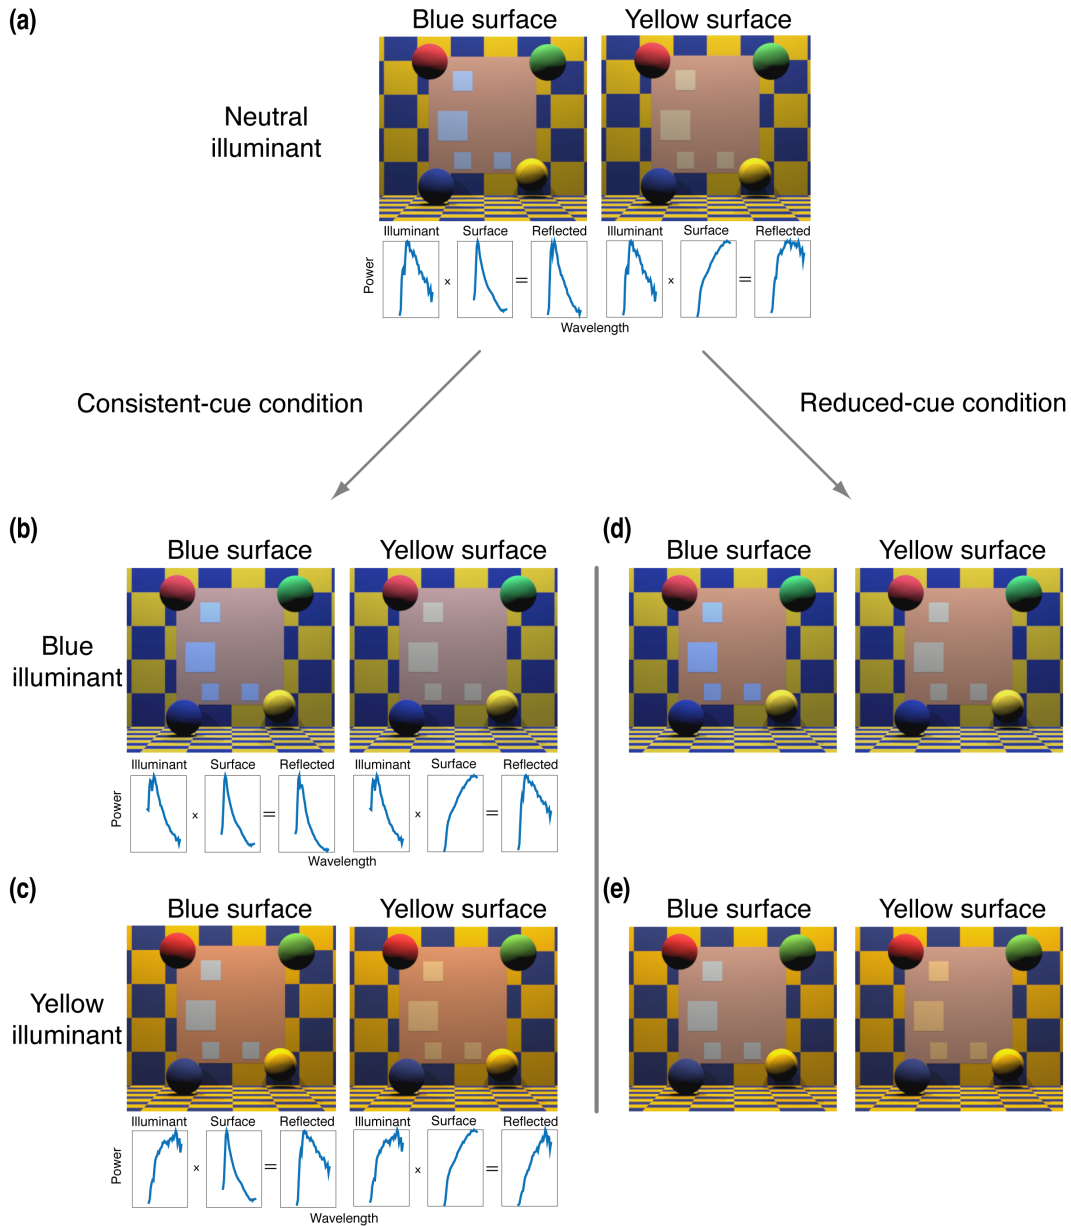 (a)
Blue surface Yellow surface
Neutral
illuminant
Illuminant Surface Reflected Illuminant Surface Reflected
Power
x = x =
Wavelength
Consistent-cue condition
Reduced-cue condition
(b)
Blue surface Yellow surface
(d)
Blue surface Yellow surface
Blue
illuminant
Illuminant Surface Reflected Illuminant Surface Reflected
Power
x = x =
Wavelength
(c)
Blue surface Yellow surface
(e)
Blue surface Yellow surface
Yellow
illuminant
Illuminant Surface Reflected Illuminant Surface Reflected
Power
x = x =
Wavelength